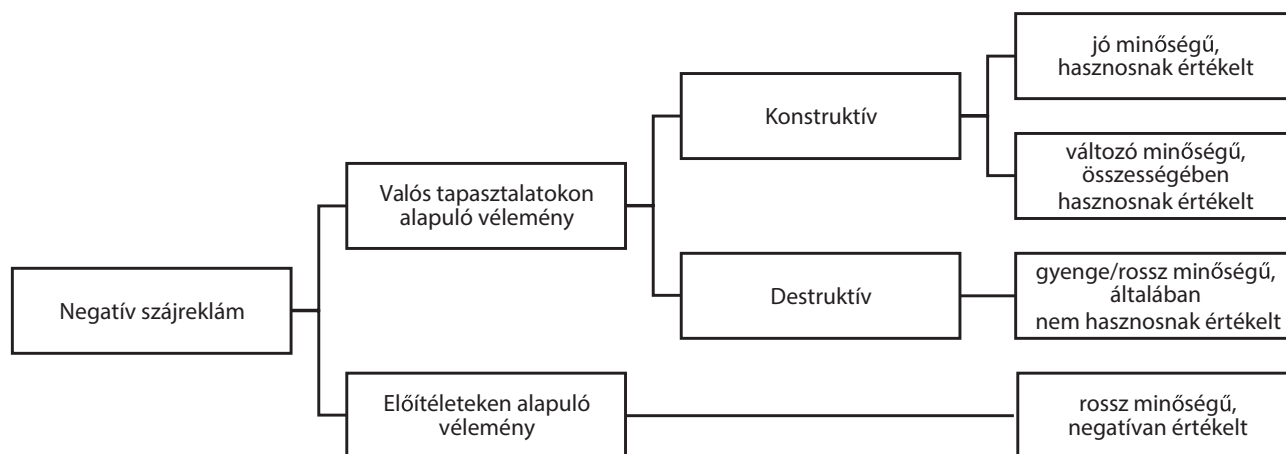 jó minőségű,
hasznosnak értékelt
Konstruktív
változó minőségű,
összességében
hasznosnak értékelt
Valós tapasztalatokon
alapuló vélemény
Destruktív
gyenge/rossz minőségű,
általában
nem hasznosnak értékelt
Negatív szájreklám
Előítéleteken alapuló
vélemény
rossz minőségű,
negatívan értékelt